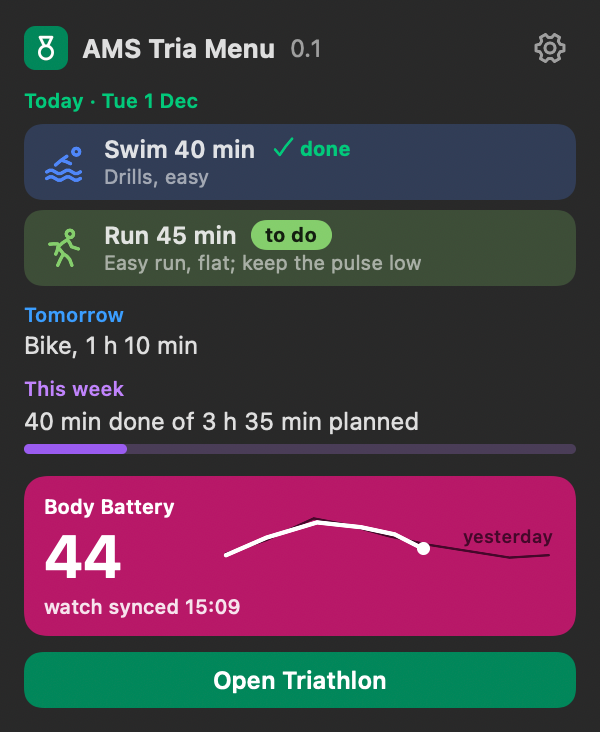 AMS Tria Menu 0.1
Today · Tue 1 Dec
Swim 40 min ✓ done
Drills, easy
Run 45 min to do
Easy run, flat; keep the pulse low
Tomorrow
Bike, 1 h 10 min
This week
40 min done of 3 h 35 min planned
Body Battery
44
yesterday
watch synced 15:09
Open Triathlon